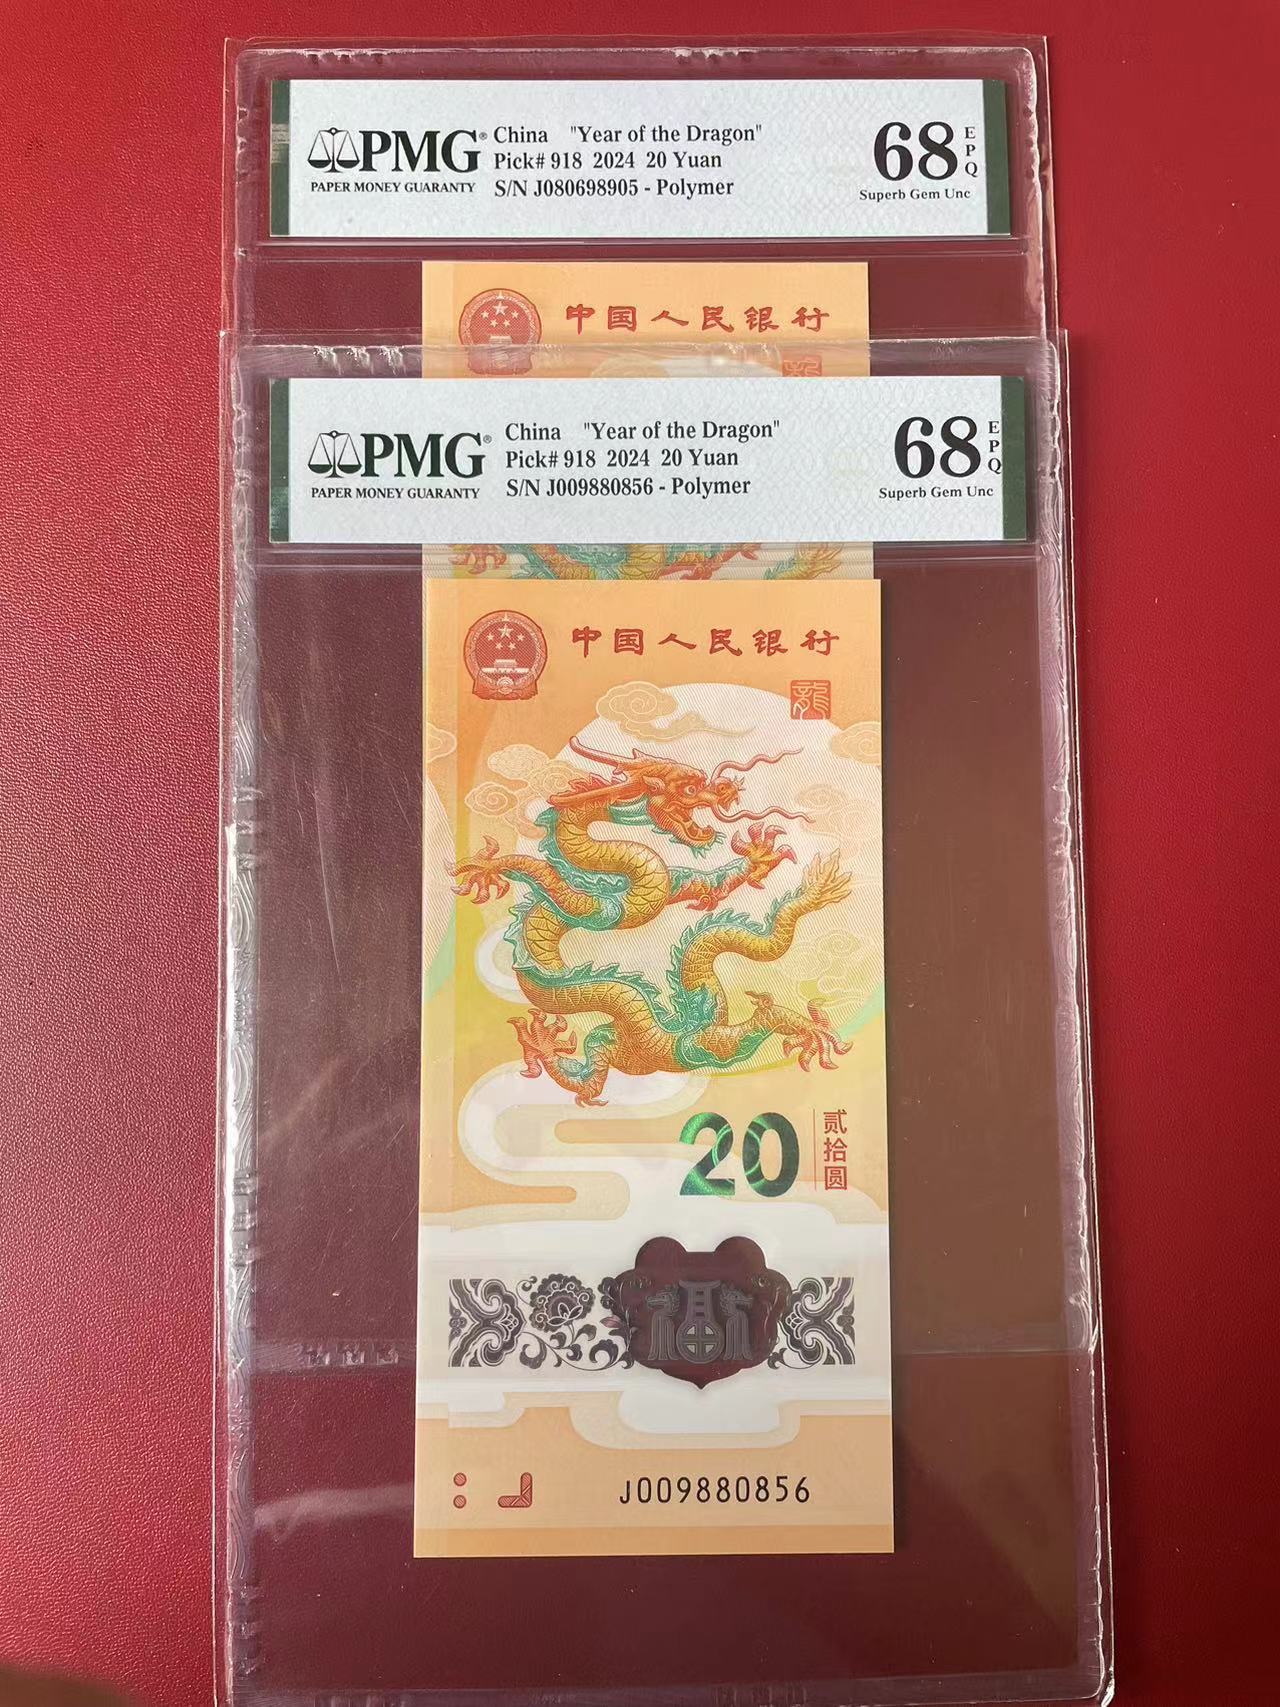 PMG® China "Year of the Dragon" 68 EPQ
PAPER MONEY GUARANTY Pick# 918 2024 20 Yuan Superb Gem Unc
S/N J080698905 - Polymer
中国人民银行
PMG® China "Year of the Dragon" 68 EPQ
PAPER MONEY GUARANTY Pick# 918 2024 20 Yuan Superb Gem Unc
S/N J009880856 - Polymer
中国人民银行
龍
20 贰拾圆
福
J009880856